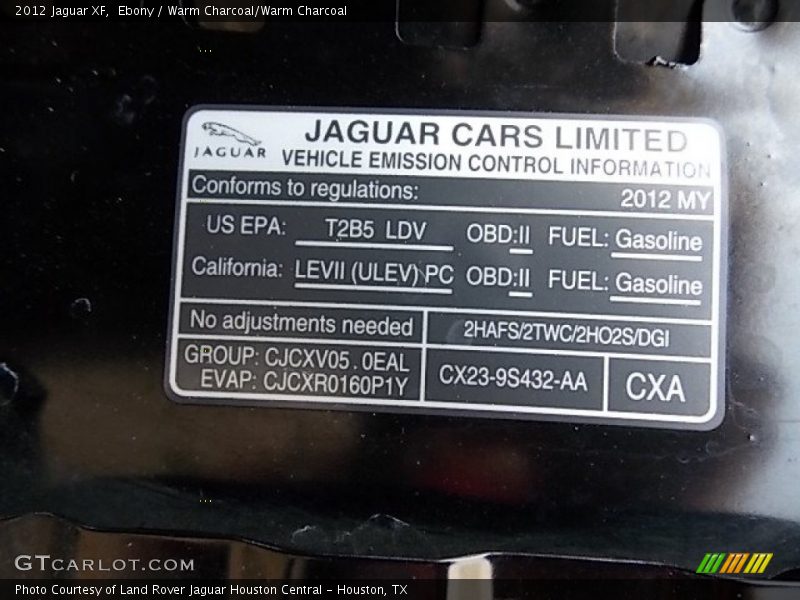 2012 Jaguar XF,  Ebony / Warm Charcoal/Warm Charcoal
JAGUAR
JAGUAR CARS LIMITED
VEHICLE EMISSION CONTROL INFORMATION
Conforms to regulations: 2012 MY
US EPA: T2B5 LDV OBD:II FUEL: Gasoline
California: LEVII (ULEV) PC OBD:II FUEL: Gasoline
No adjustments needed 2HAFS/2TWC/2HO2S/DGI
GROUP: CJCXV05.0EAL
EVAP: CJCXR0160P1Y
CX23-9S432-AA CXA
GTCARLOT.COM
Photo Courtesy of Land Rover Jaguar Houston Central - Houston, TX